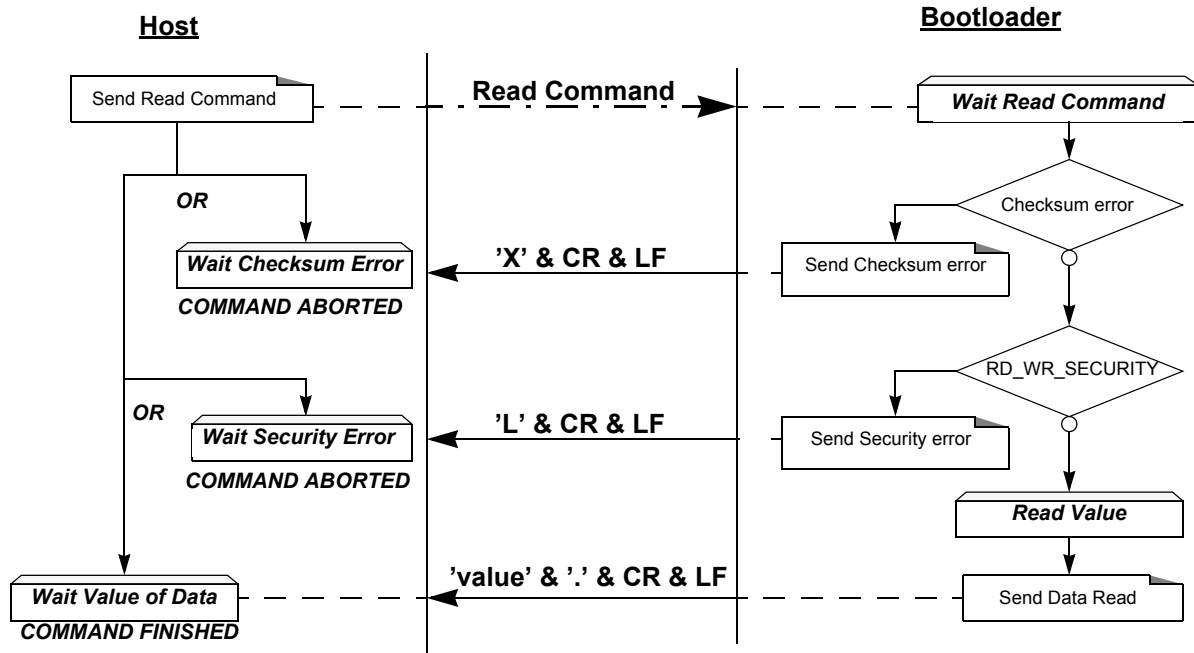 Host
Bootloader
Send Read Command
Read Command
Wait Read Command
OR
Checksum error
Wait Checksum Error
’X’ & CR & LF
Send Checksum error
COMMAND ABORTED
RD_WR_SECURITY
OR
Wait Security Error
’L’ & CR & LF
Send Security error
COMMAND ABORTED
Read Value
’value’ & ’.’ & CR & LF
Wait Value of Data
Send Data Read
COMMAND FINISHED